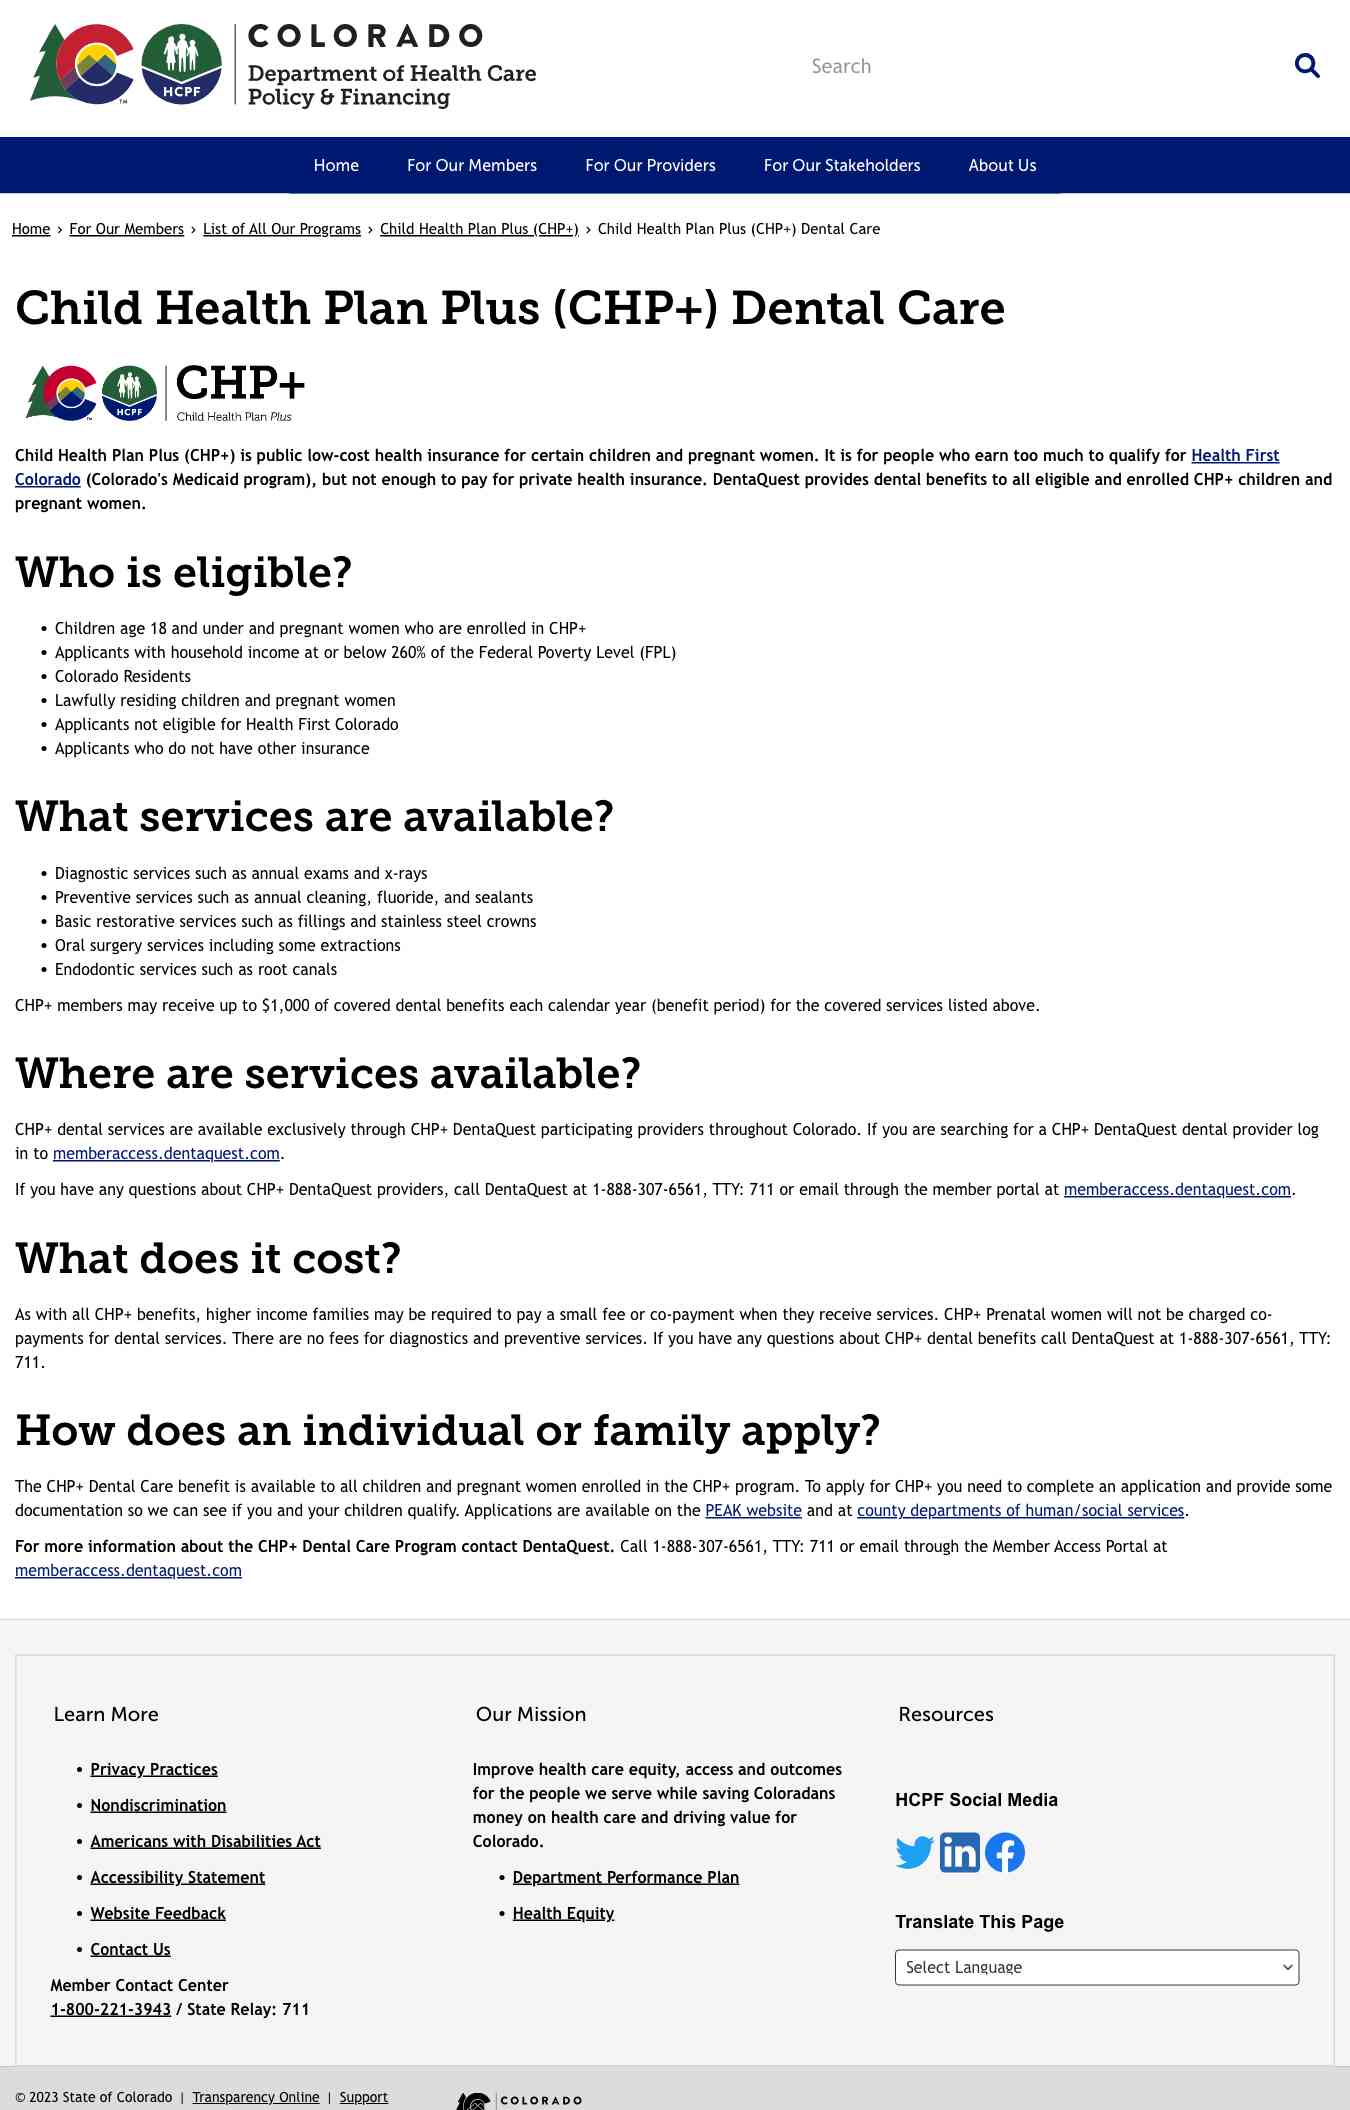 COLORADO
Department of Health Care
Policy & Financing
HCPF
TM
Search
Home
For Our Members
For Our Providers
For Our Stakeholders
About Us
Home › For Our Members › List of All Our Programs › Child Health Plan Plus (CHP+) › Child Health Plan Plus (CHP+) Dental Care
Child Health Plan Plus (CHP+) Dental Care
HCPF
CHP+
Child Health Plan Plus
Child Health Plan Plus (CHP+) is public low-cost health insurance for certain children and pregnant women. It is for people who earn too much to qualify for Health First
Colorado (Colorado's Medicaid program), but not enough to pay for private health insurance. DentaQuest provides dental benefits to all eligible and enrolled CHP+ children and
pregnant women.
Who is eligible?
• Children age 18 and under and pregnant women who are enrolled in CHP+
• Applicants with household income at or below 260% of the Federal Poverty Level (FPL)
• Colorado Residents
• Lawfully residing children and pregnant women
• Applicants not eligible for Health First Colorado
• Applicants who do not have other insurance
What services are available?
• Diagnostic services such as annual exams and x-rays
• Preventive services such as annual cleaning, fluoride, and sealants
• Basic restorative services such as fillings and stainless steel crowns
• Oral surgery services including some extractions
• Endodontic services such as root canals
CHP+ members may receive up to $1,000 of covered dental benefits each calendar year (benefit period) for the covered services listed above.
Where are services available?
CHP+ dental services are available exclusively through CHP+ DentaQuest participating providers throughout Colorado. If you are searching for a CHP+ DentaQuest dental provider log
in to memberaccess.dentaquest.com.
If you have any questions about CHP+ DentaQuest providers, call DentaQuest at 1-888-307-6561, TTY: 711 or email through the member portal at memberaccess.dentaquest.com.
What does it cost?
As with all CHP+ benefits, higher income families may be required to pay a small fee or co-payment when they receive services. CHP+ Prenatal women will not be charged co-
payments for dental services. There are no fees for diagnostics and preventive services. If you have any questions about CHP+ dental benefits call DentaQuest at 1-888-307-6561, TTY:
711.
How does an individual or family apply?
The CHP+ Dental Care benefit is available to all children and pregnant women enrolled in the CHP+ program. To apply for CHP+ you need to complete an application and provide some
documentation so we can see if you and your children qualify. Applications are available on the PEAK website and at county departments of human/social services.
For more information about the CHP+ Dental Care Program contact DentaQuest. Call 1-888-307-6561, TTY: 711 or email through the Member Access Portal at
memberaccess.dentaquest.com
Learn More
• Privacy Practices
• Nondiscrimination
• Americans with Disabilities Act
• Accessibility Statement
• Website Feedback
• Contact Us
Member Contact Center
1-800-221-3943 / State Relay: 711
Our Mission
Improve health care equity, access and outcomes
for the people we serve while saving Coloradans
money on health care and driving value for
Colorado.
• Department Performance Plan
• Health Equity
Resources
HCPF Social Media
in
Translate This Page
Select Language
© 2023 State of Colorado | Transparency Online | Support
COLORADO